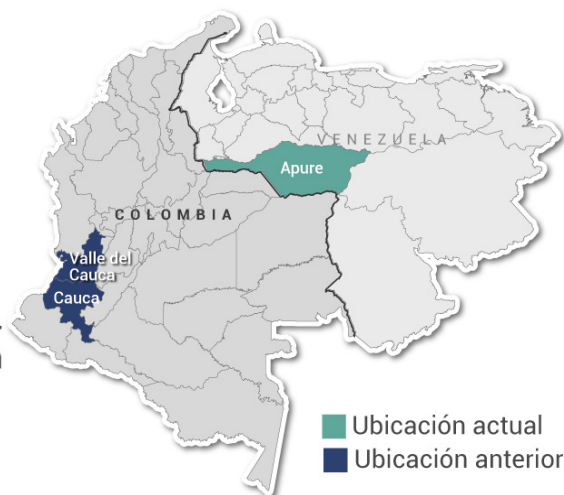 VENEZUELA
Apure
COLOMBIA
Valle del
Cauca
Cauca
Ubicación actual
Ubicación anterior